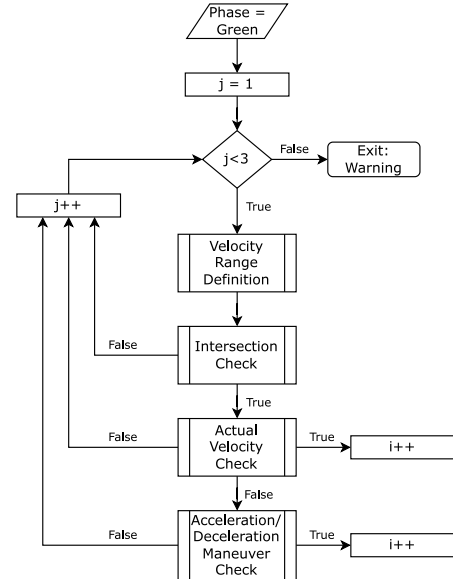 Phase =
Green
j = 1
j<3
False
Exit:
Warning
j++
True
Velocity
Range
Definition
False
Intersection
Check
True
False
Actual
Velocity
Check
True
i++
False
False
Acceleration/
Deceleration
Maneuver
Check
True
i++